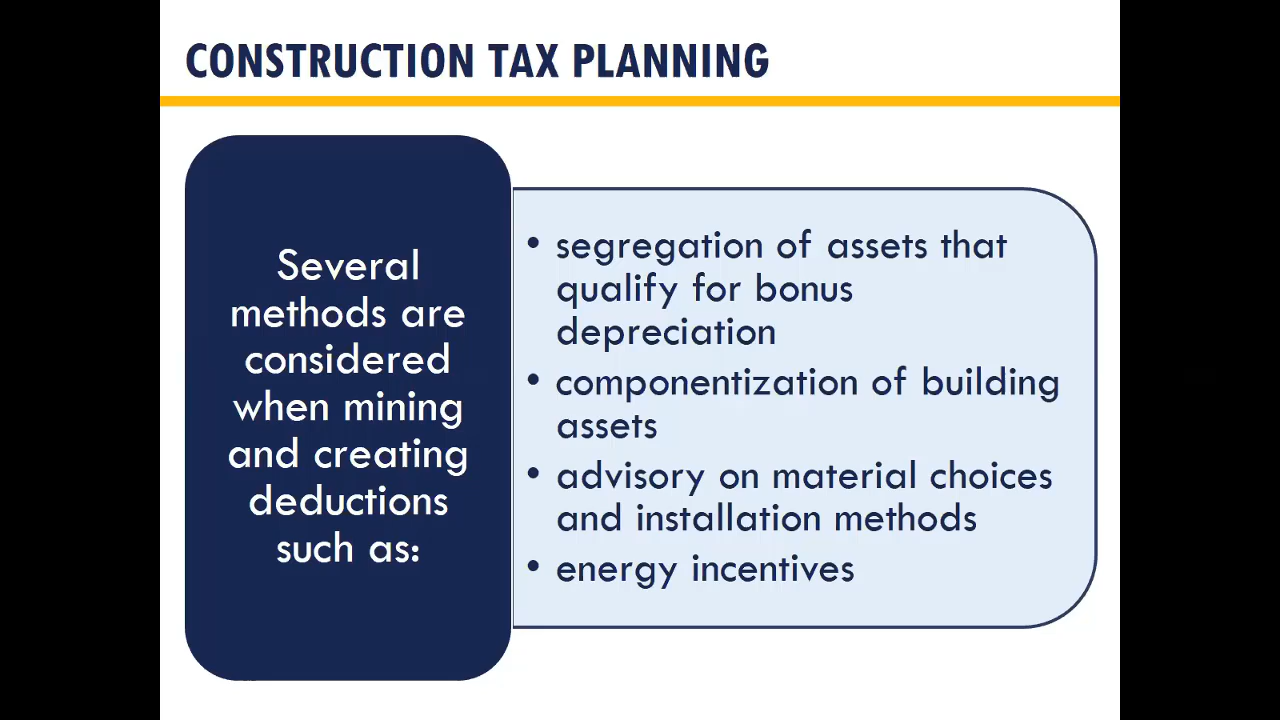 CONSTRUCTION TAX PLANNING
Several
methods are
considered
when mining
and creating
deductions
such as:
• segregation of assets that
qualify for bonus
depreciation
• componentization of building
assets
• advisory on material choices
and installation methods
• energy incentives